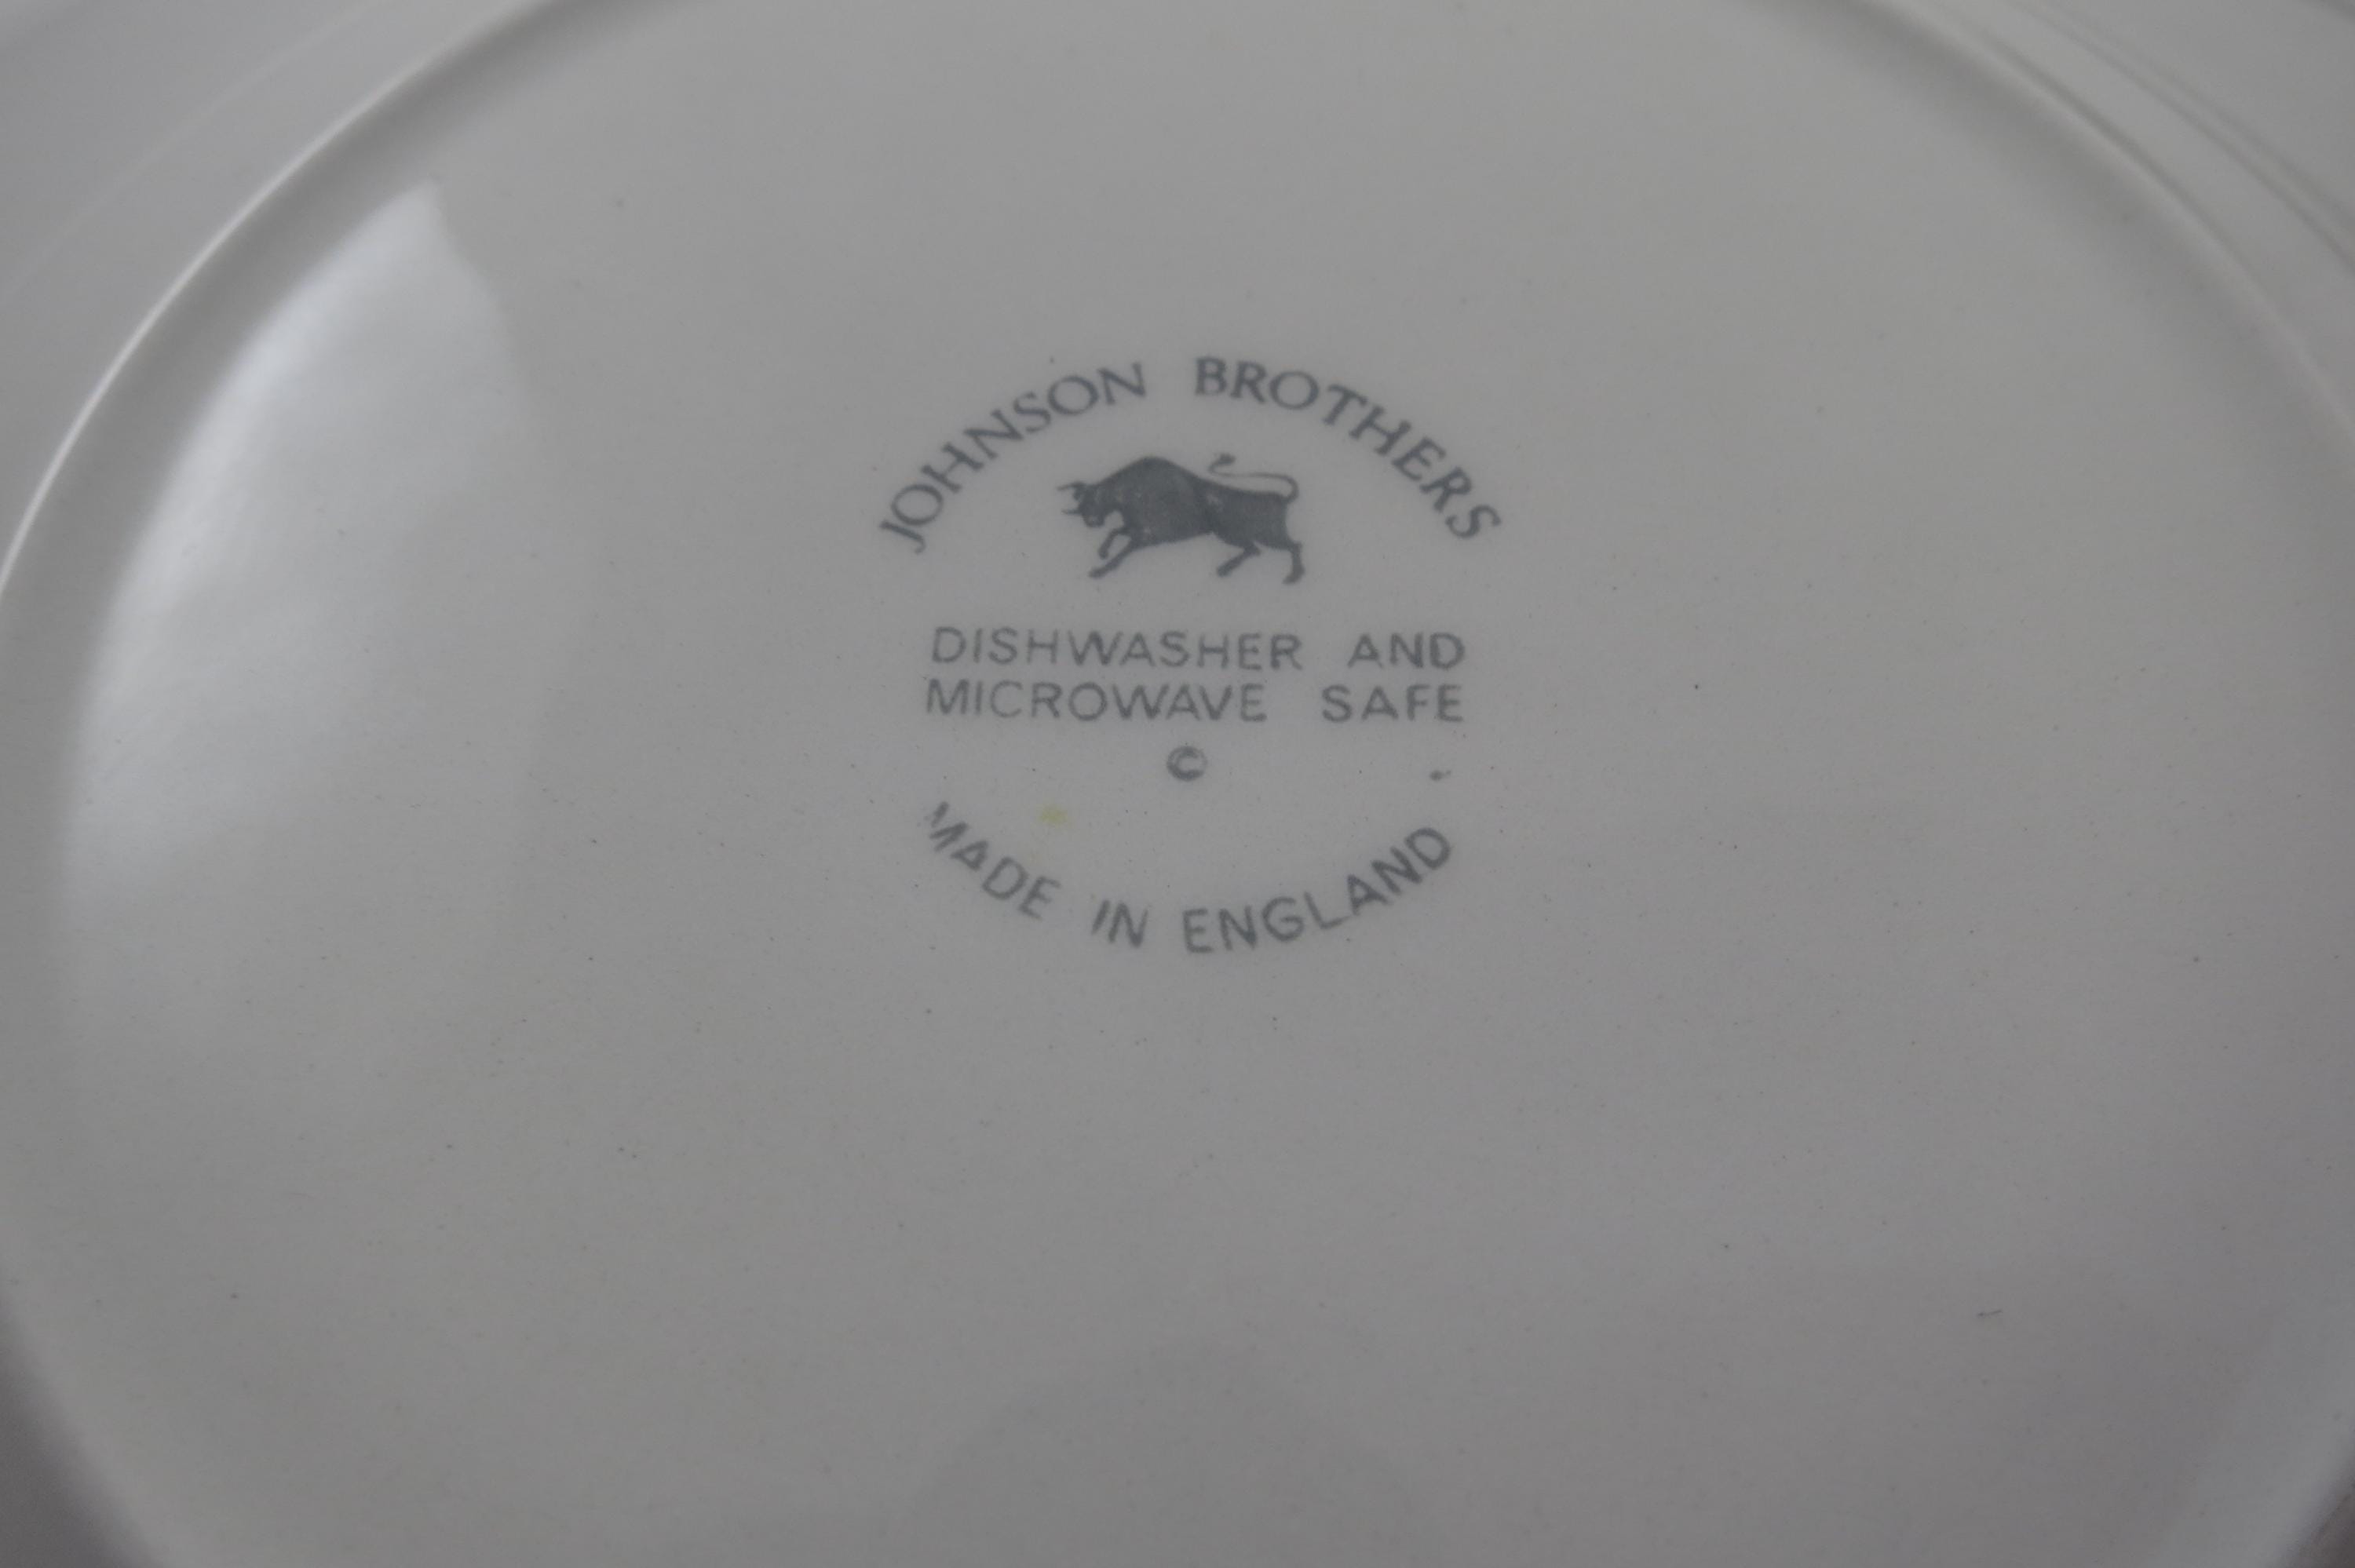 JOHNSON BROTHERS
DISHWASHER AND
MICROWAVE SAFE
©
MADE IN ENGLAND